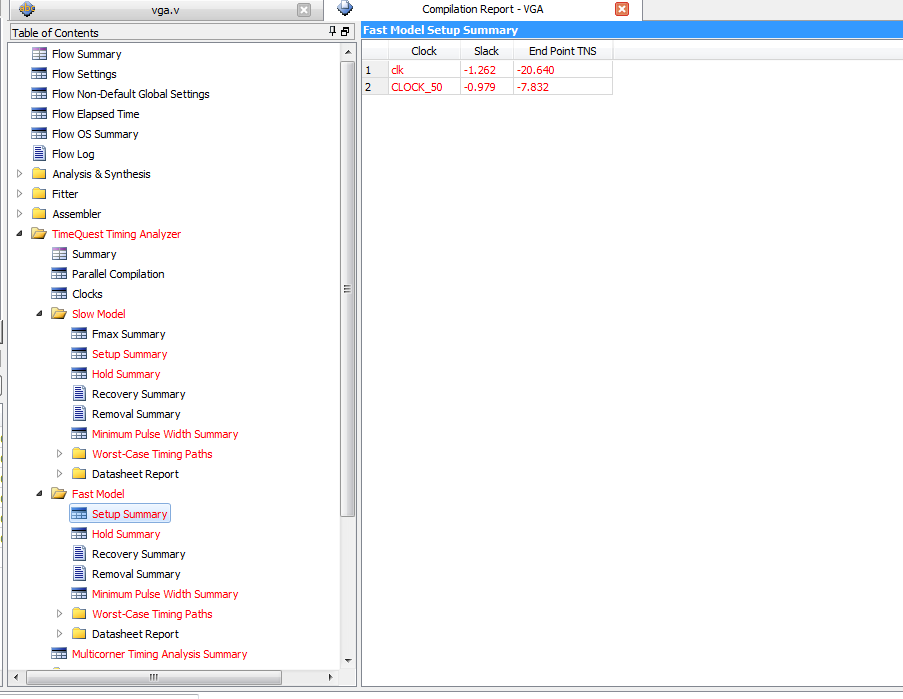 vga.v
Compilation Report - VGA
Table of Contents
Flow Summary
Flow Settings
Flow Non-Default Global Settings
Flow Elapsed Time
Flow OS Summary
Flow Log
Analysis & Synthesis
Fitter
Assembler
TimeQuest Timing Analyzer
Summary
Parallel Compilation
Clocks
Slow Model
Fmax Summary
Setup Summary
Hold Summary
Recovery Summary
Removal Summary
Minimum Pulse Width Summary
Worst-Case Timing Paths
Datasheet Report
Fast Model
Setup Summary
Hold Summary
Recovery Summary
Removal Summary
Minimum Pulse Width Summary
Worst-Case Timing Paths
Datasheet Report
Multicorner Timing Analysis Summary
Fast Model Setup Summary
Clock Slack End Point TNS
1 clk -1.262 -20.640
2 CLOCK_50 -0.979 -7.832